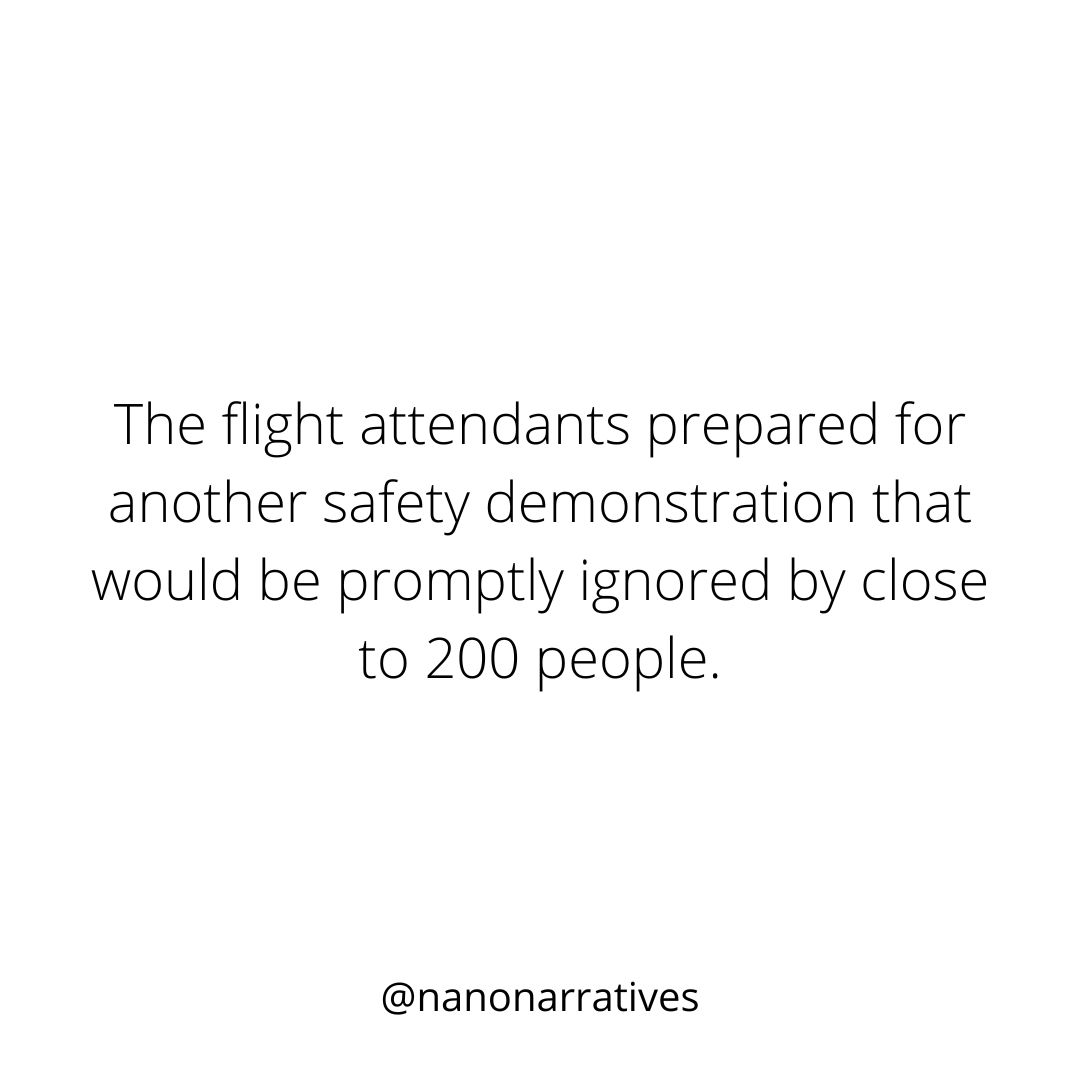 The flight attendants prepared for
another safety demonstration that
would be promptly ignored by close
to 200 people.
@nanonarratives